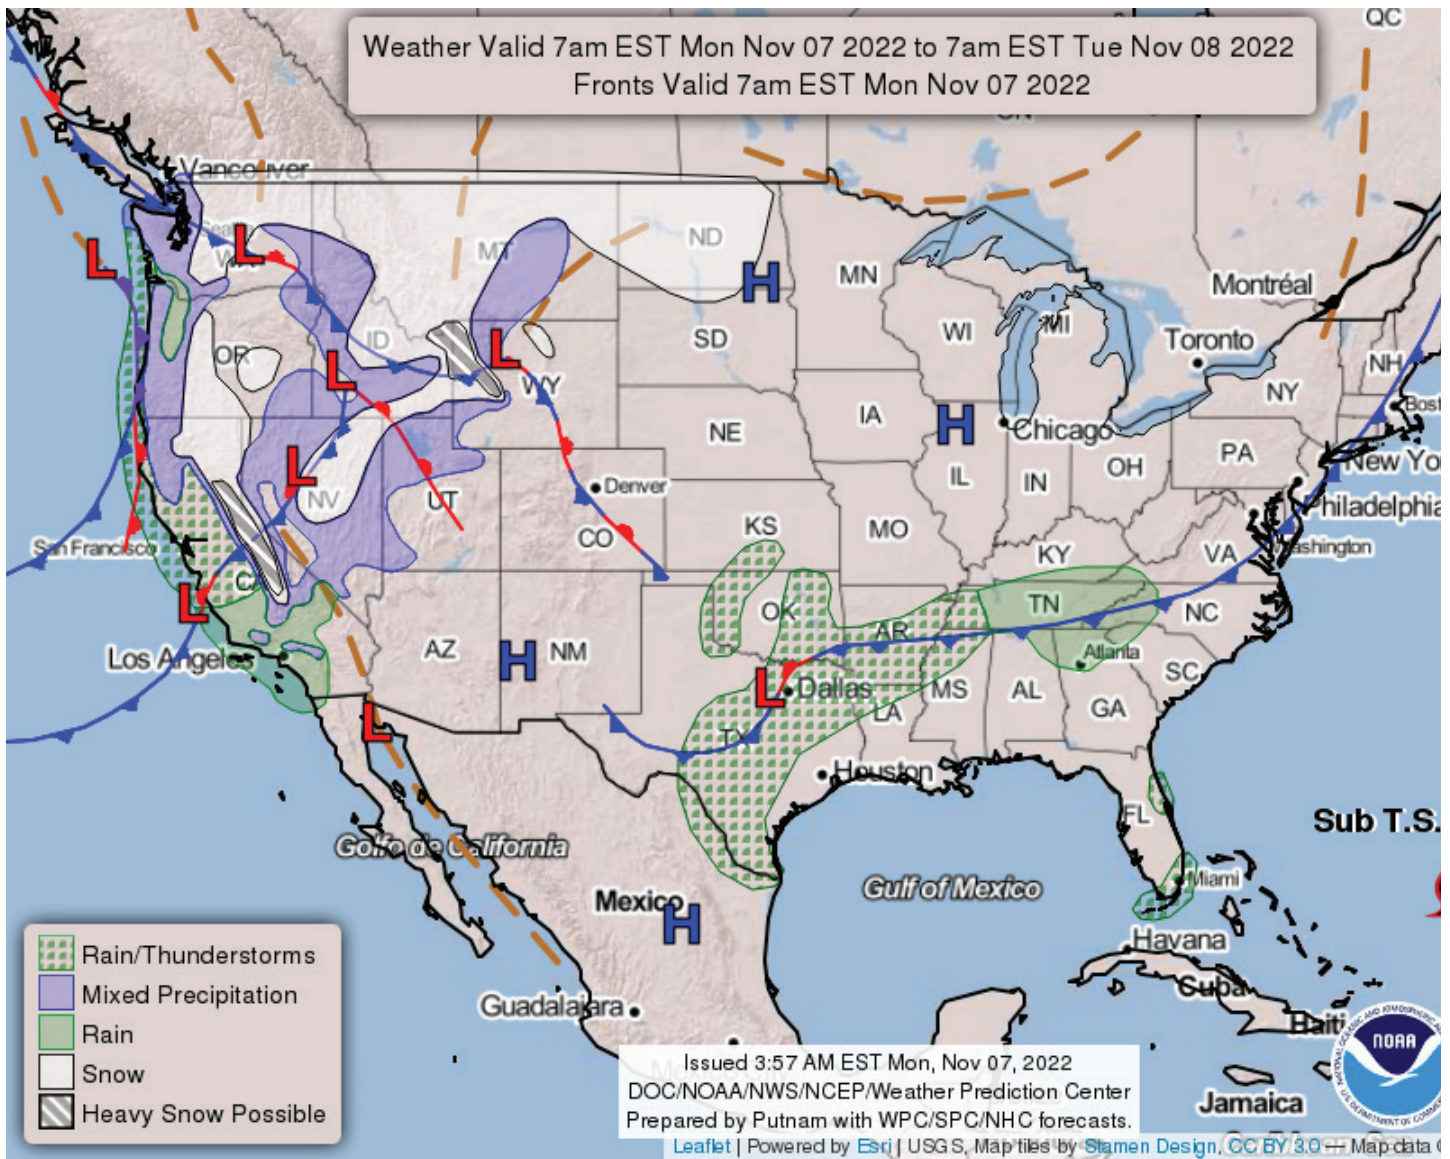 QC
Weather Valid 7am EST Mon Nov 07 2022 to 7am EST Tue Nov 08 2022
Fronts Valid 7am EST Mon Nov 07 2022
Vancouver
L
L
MT
ND
H
MN
Montréal
WI
MI
Toronto
OR
ID
SD
L
L
WY
NH
NY
IA
H
Chicago
NE
PA
New Yo
IL
IN
OH
L
NV
UT
Denver
Philadelphia
CO
KS
MO
KY
VA
Washington
San Francisco
CA
L
OK
TN
NC
AR
AZ
H
NM
Los Angeles
Atlanta
L
Dallas
MS
AL
SC
LA
GA
L
TX
Houston
FL
Sub T.S.
Golfo de California
Gulf of Mexico
Miami
Mexico
H
Havana
Cuba
Guadalajara
Haiti
Jamaica
Rain/Thunderstorms
Mixed Precipitation
Rain
Snow
Heavy Snow Possible
Issued 3:57 AM EST Mon, Nov 07, 2022
DOC/NOAA/NWS/NCEP/Weather Prediction Center
Prepared by Putnam with WPC/SPC/NHC forecasts.
NOAA
Leaflet | Powered by Esri | USGS, Map tiles by Stamen Design, CC BY 3.0 — Map data ©